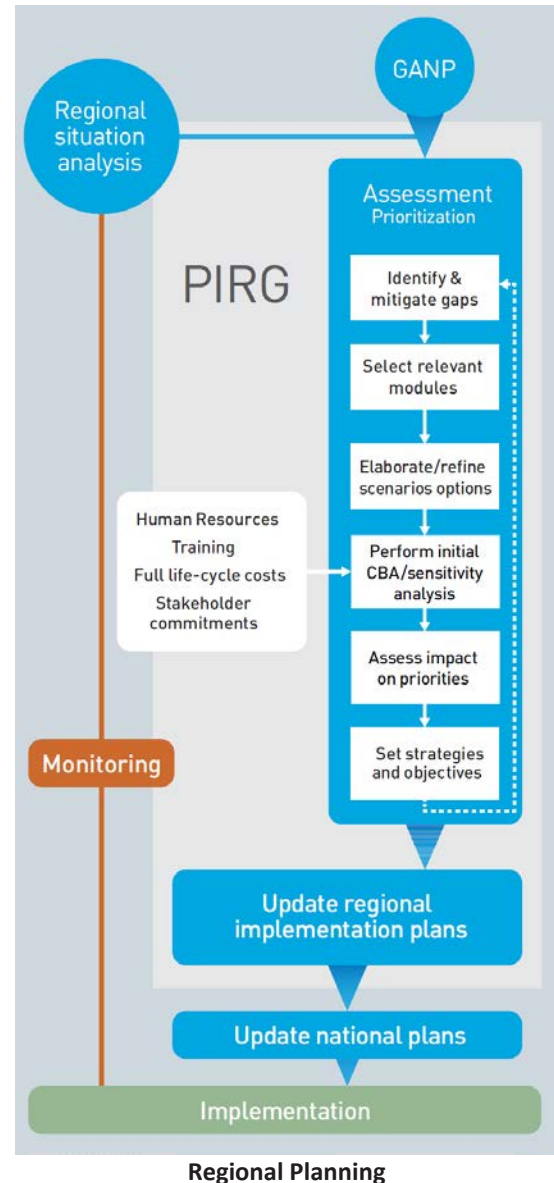 GANP
Regional
situation
analysis
Assessment
Prioritization
PIRG
Identify &
mitigate gaps
Select relevant
modules
Elaborate/refine
scenarios options
Human Resources
Training
Full life-cycle costs
Stakeholder
commitments
Perform initial
CBA/sensitivity
analysis
Assess impact
on priorities
Set strategies
and objectives
Monitoring
Update regional
implementation plans
Update national plans
Implementation
Regional Planning